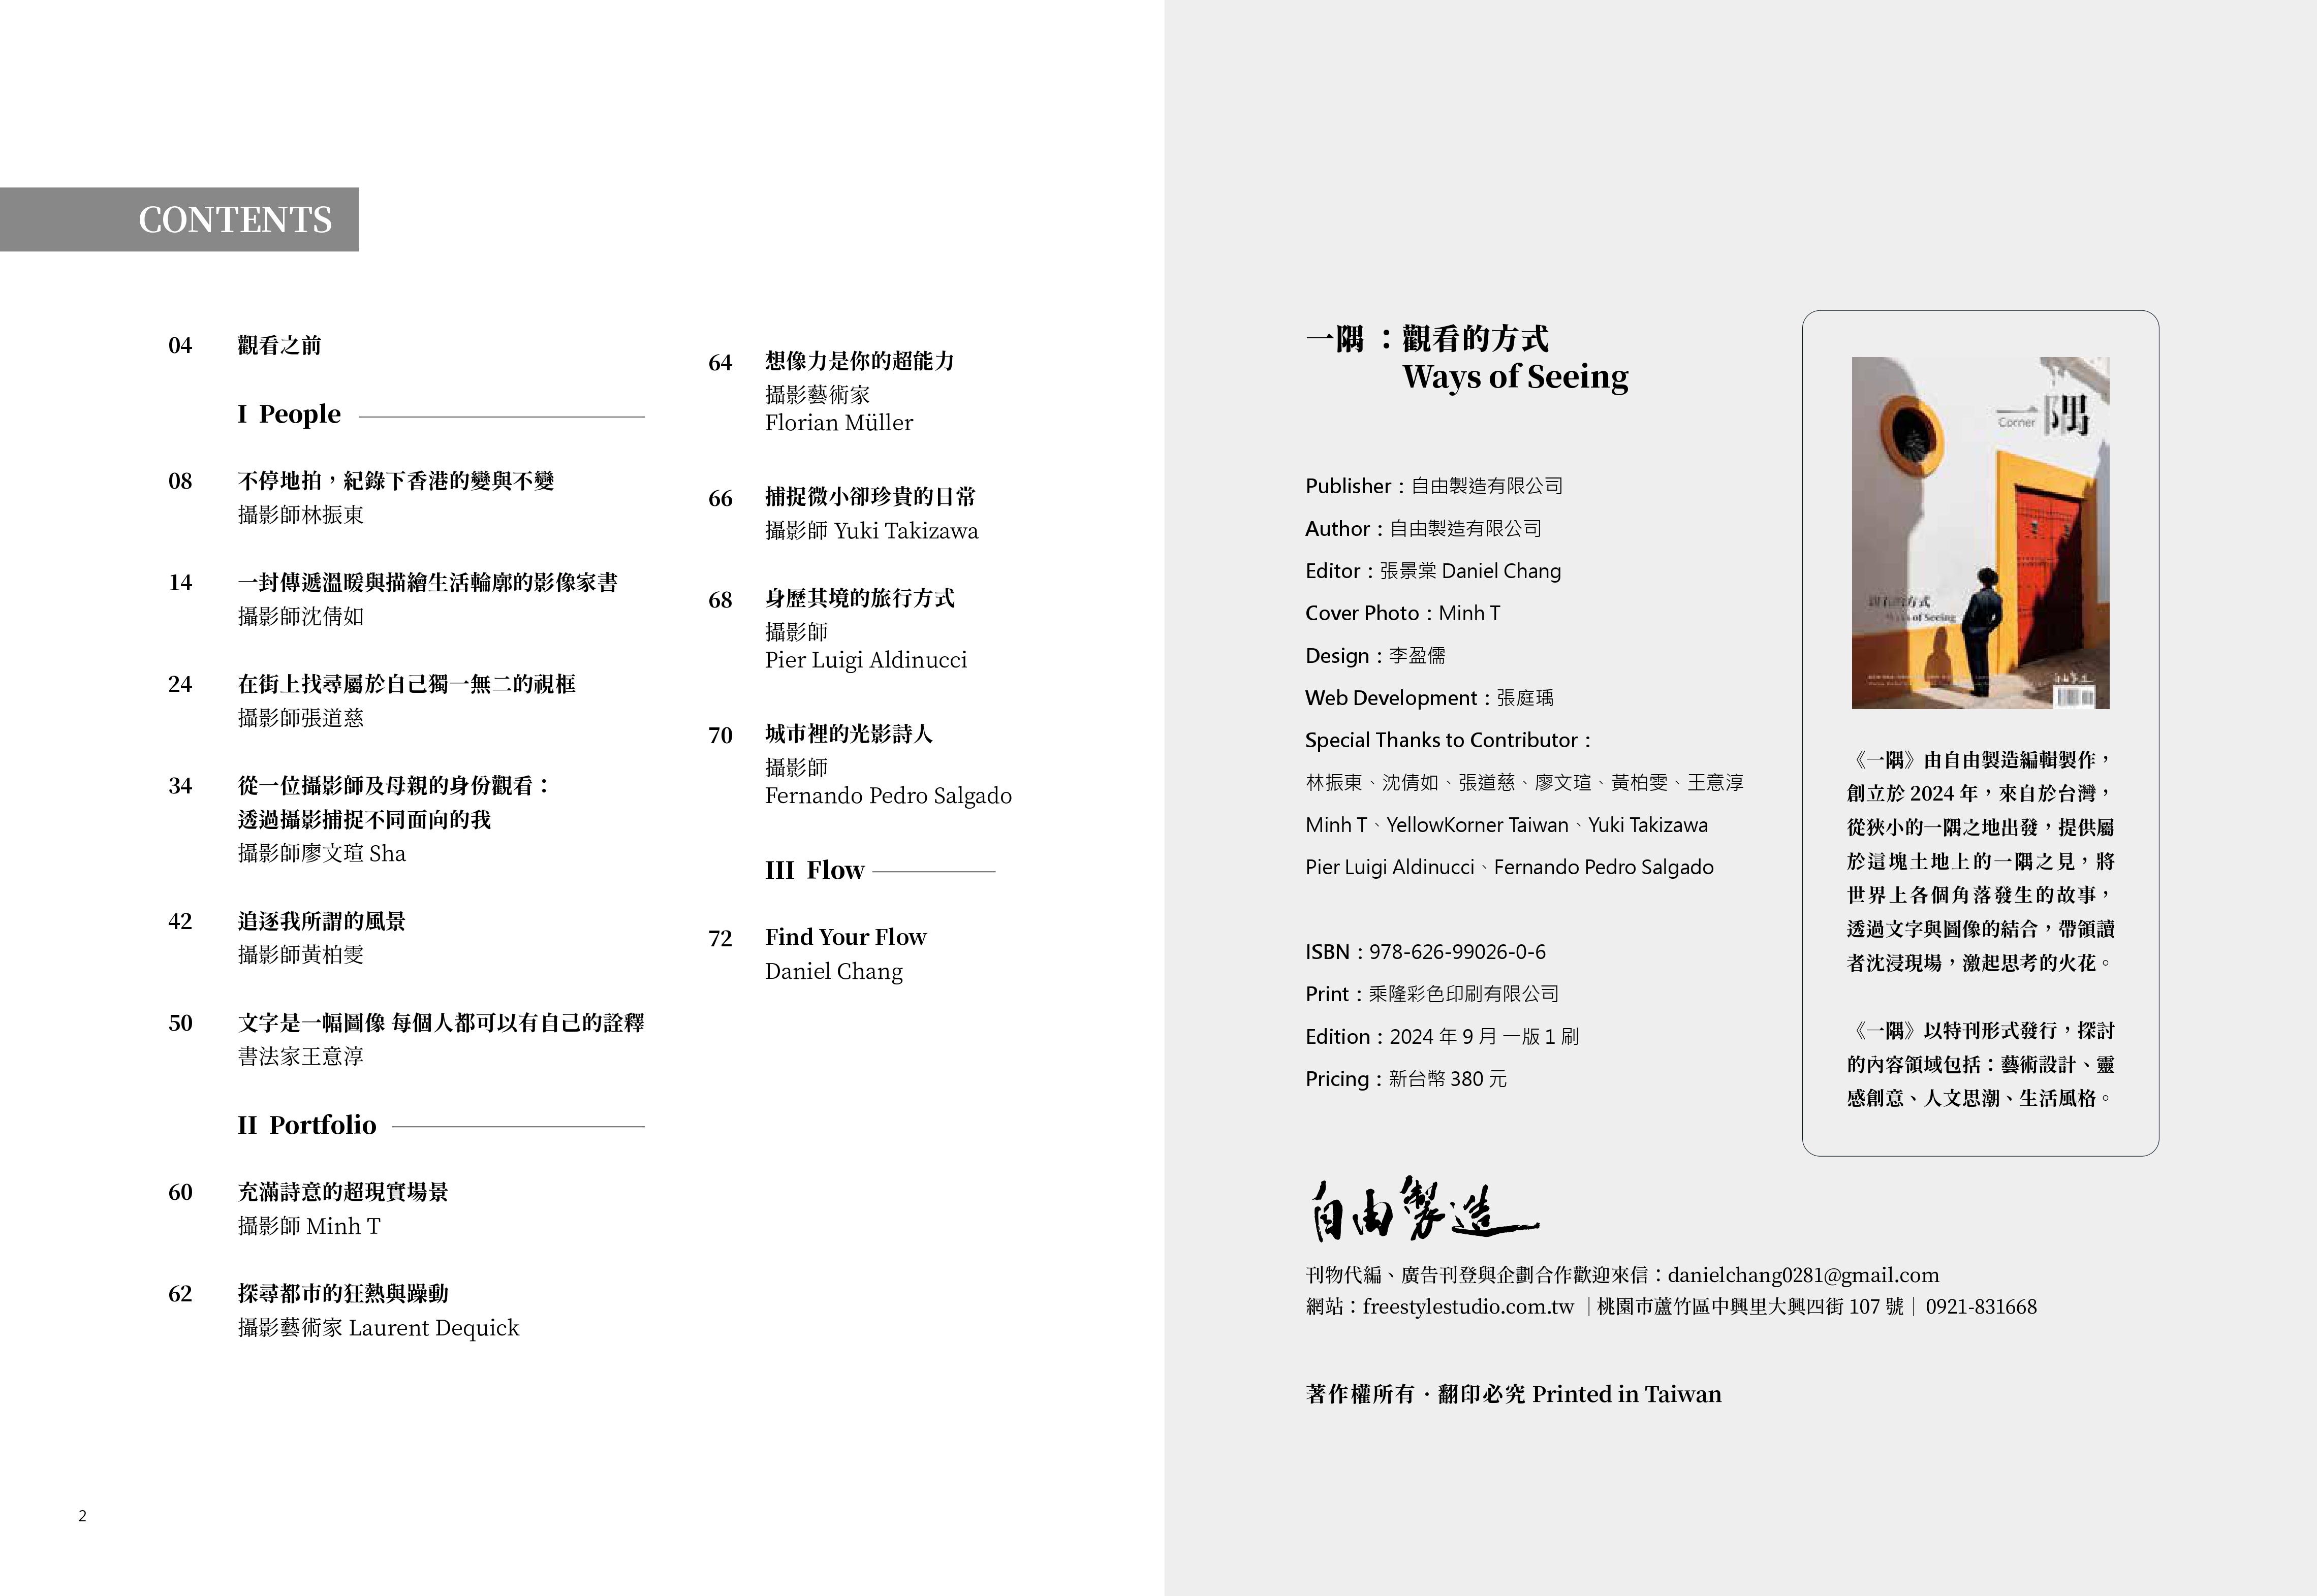 CONTENTS
04 觀看之前
I People
08 不停地拍，紀錄下香港的變與不變
攝影師林振東
14 一封傳遞溫暖與描繪生活輪廓的影像家書
攝影師沈倩如
24 在街上找尋屬於自己獨一無二的視框
攝影師張道慈
34 從一位攝影師及母親的身份觀看：
透過攝影捕捉不同面向的我
攝影師廖文瑄 Sha
42 追逐我所謂的風景
攝影師黃柏雯
50 文字是一幅圖像 每個人都可以有自己的詮釋
書法家王意淳
II Portfolio
60 充滿詩意的超現實場景
攝影師 Minh T
62 探尋都市的狂熱與躁動
攝影藝術家 Laurent Dequick
64 想像力是你的超能力
攝影藝術家
Florian Müller
66 捕捉微小卻珍貴的日常
攝影師 Yuki Takizawa
68 身歷其境的旅行方式
攝影師
Pier Luigi Aldinucci
70 城市裡的光影詩人
攝影師
Fernando Pedro Salgado
III Flow
72 Find Your Flow
Daniel Chang
2
一隅 ：觀看的方式
Ways of Seeing
Publisher：自由製造有限公司
Author：自由製造有限公司
Editor：張景棠 Daniel Chang
Cover Photo：Minh T
Design：李盈儒
Web Development：張庭瑀
Special Thanks to Contributor：
林振東、沈倩如、張道慈、廖文瑄、黃柏雯、王意淳
Minh T、YellowKorner Taiwan、Yuki Takizawa
Pier Luigi Aldinucci、Fernando Pedro Salgado
ISBN：978-626-99026-0-6
Print：乘隆彩色印刷有限公司
Edition：2024 年 9 月 一版 1 刷
Pricing：新台幣 380 元
一隅
Corner
觀看的方式
Ways of Seeing
自由製造
《一隅》由自由製造編輯製作，
創立於 2024 年，來自於台灣，
從狹小的一隅之地出發，提供屬
於這塊土地上的一隅之見，將
世界上各個角落發生的故事，
透過文字與圖像的結合，帶領讀
者沈浸現場，激起思考的火花。
《一隅》以特刊形式發行，探討
的內容領域包括：藝術設計、靈
感創意、人文思潮、生活風格。
自由製造
刊物代編、廣告刊登與企劃合作歡迎來信：danielchang0281@gmail.com
網站：freestylestudio.com.tw ｜桃園市蘆竹區中興里大興四街 107 號｜ 0921-831668
著作權所有．翻印必究 Printed in Taiwan